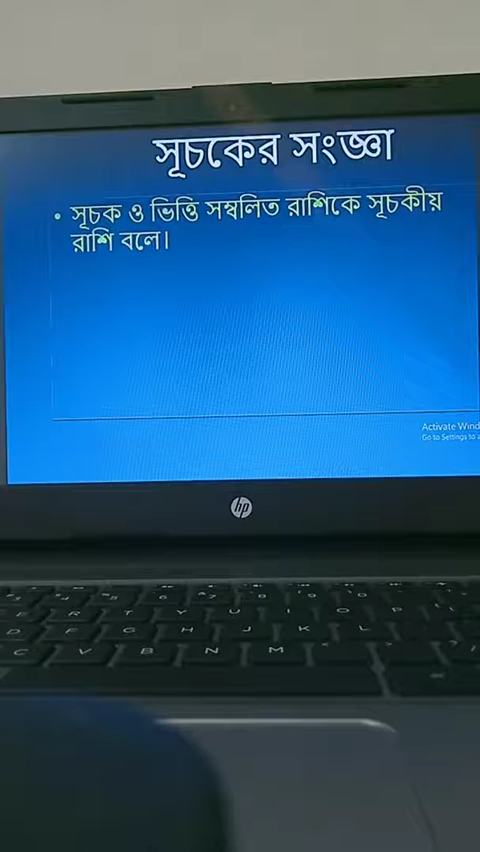 সূচকের সংজ্ঞা
• সূচক ও ভিত্তি সম্বলিত রাশিকে সূচকীয়
রাশি বলে।
Activate Wind
Go to Settings to a
hp
R T Y U I O P
D F G H J K L
C V B N M